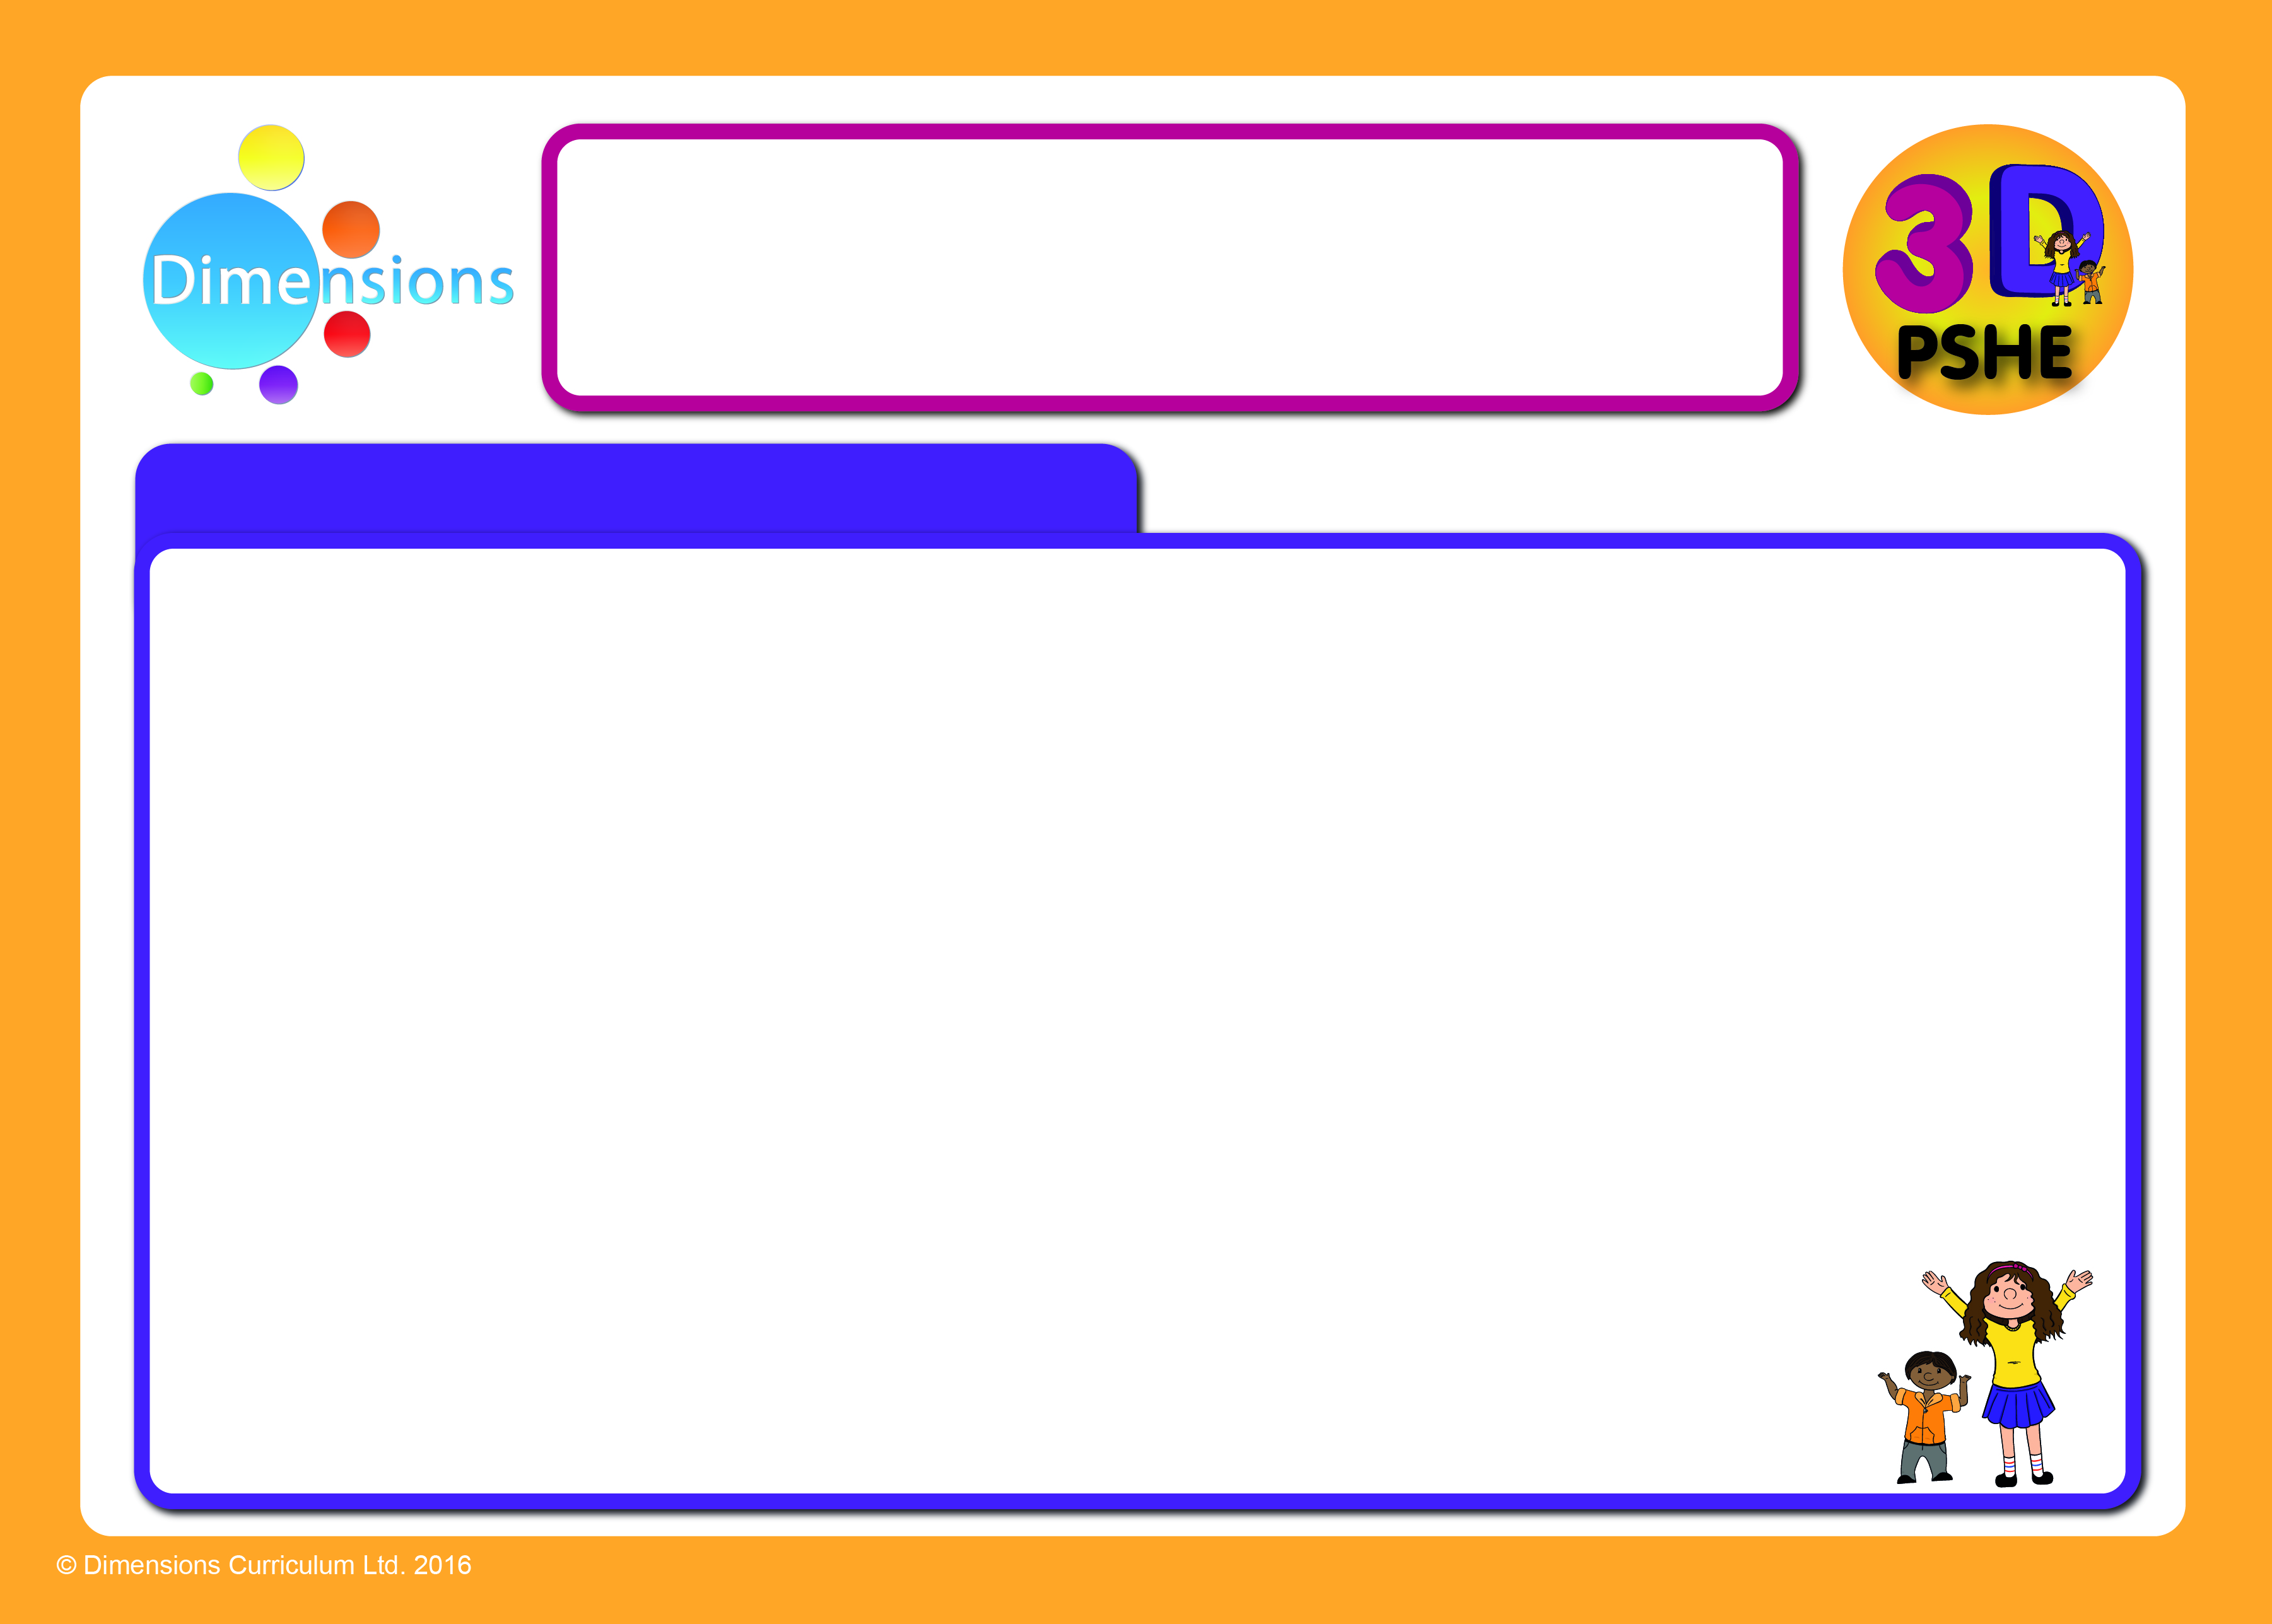 Dimensions
3D
PSHE
© Dimensions Curriculum Ltd. 2016